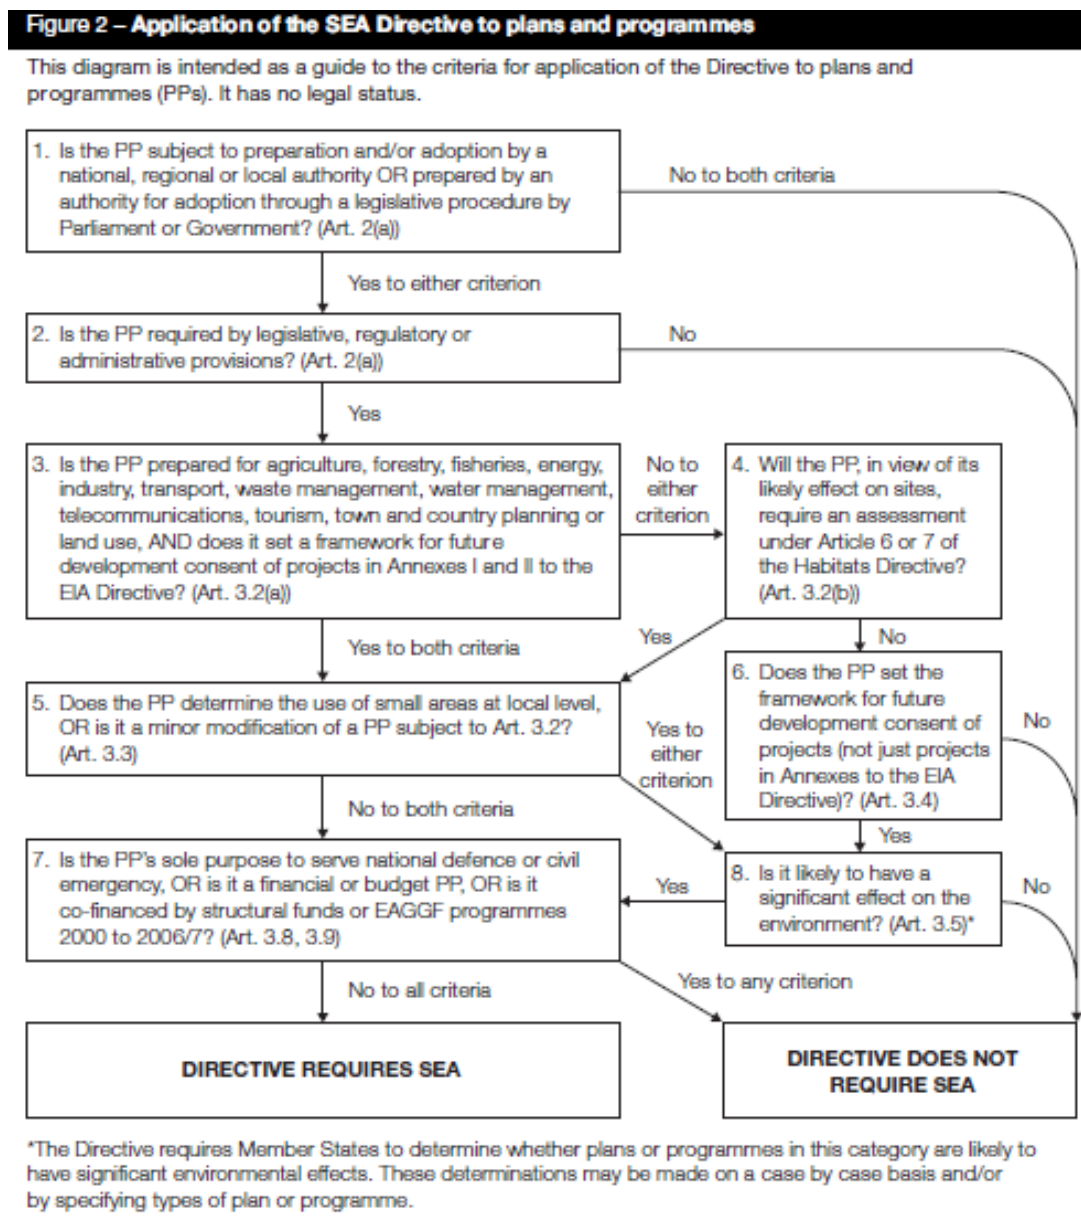 Figure 2 – Application of the SEA Directive to plans and programmes
This diagram is intended as a guide to the criteria for application of the Directive to plans and
programmes (PPs). It has no legal status.
1. Is the PP subject to preparation and/or adoption by a
national, regional or local authority OR prepared by an
authority for adoption through a legislative procedure by
Parliament or Government? (Art. 2(a))
No to both criteria
Yes to either criterion
2. Is the PP required by legislative, regulatory or
administrative provisions? (Art. 2(a))
No
Yes
3. Is the PP prepared for agriculture, forestry, fisheries, energy,
industry, transport, waste management, water management,
telecommunications, tourism, town and country planning or
land use, AND does it set a framework for future
development consent of projects in Annexes I and II to the
EIA Directive? (Art. 3.2(a))
No to
either
criterion
4. Will the PP, in view of its
likely effect on sites,
require an assessment
under Article 6 or 7 of
the Habitats Directive?
(Art. 3.2(b))
Yes to both criteria
Yes
No
5. Does the PP determine the use of small areas at local level,
OR is it a minor modification of a PP subject to Art. 3.2?
(Art. 3.3)
Yes to
either
criterion
6. Does the PP set the
framework for future
development consent of
projects (not just projects
in Annexes to the EIA
Directive)? (Art. 3.4)
No
No to both criteria
Yes
7. Is the PP's sole purpose to serve national defence or civil
emergency, OR is it a financial or budget PP, OR is it
co-financed by structural funds or EAGGF programmes
2000 to 2006/7? (Art. 3.8, 3.9)
Yes
8. Is it likely to have a
significant effect on the
environment? (Art. 3.5)*
No
No to all criteria
Yes to any criterion
DIRECTIVE REQUIRES SEA
DIRECTIVE DOES NOT
REQUIRE SEA
*The Directive requires Member States to determine whether plans or programmes in this category are likely to
have significant environmental effects. These determinations may be made on a case by case basis and/or
by specifying types of plan or programme.